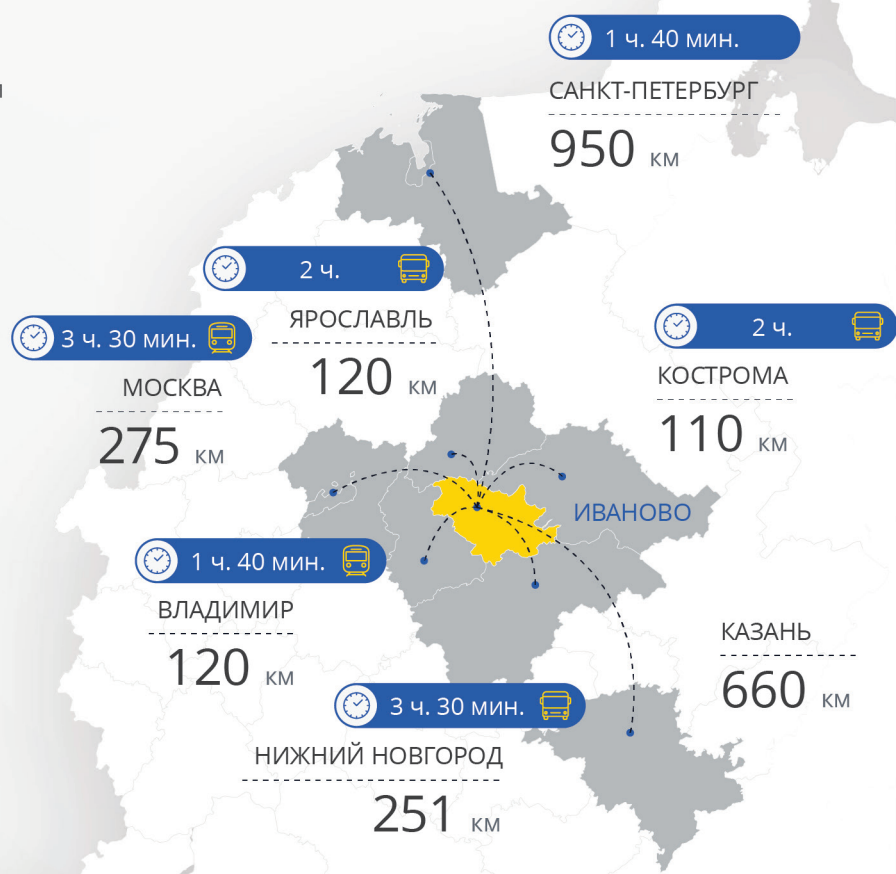 1 ч. 40 мин.
САНКТ-ПЕТЕРБУРГ
950 км
2 ч.
ЯРОСЛАВЛЬ
120 км
3 ч. 30 мин.
МОСКВА
275 км
2 ч.
КОСТРОМА
110 км
ИВАНОВО
1 ч. 40 мин.
ВЛАДИМИР
120 км
КАЗАНЬ
660 км
3 ч. 30 мин.
НИЖНИЙ НОВГОРОД
251 км